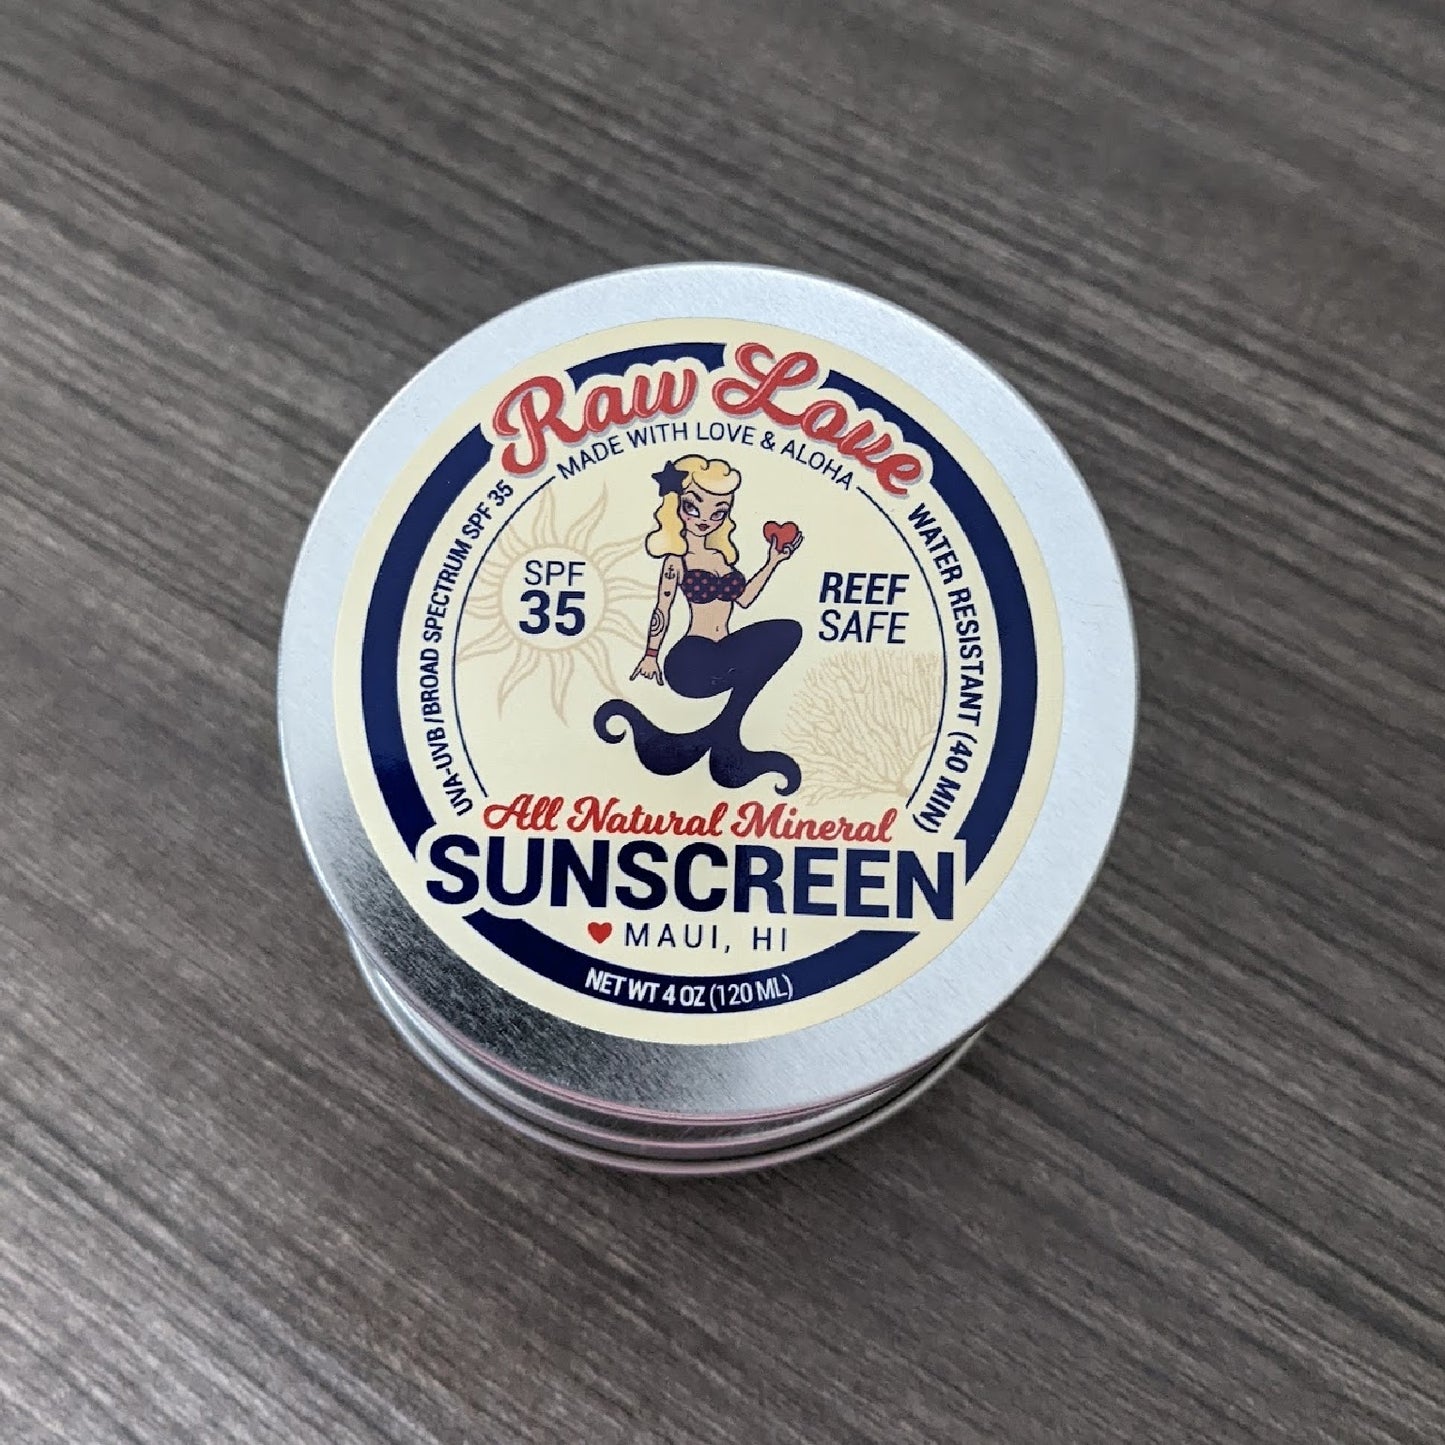 Raw Love
MADE WITH LOVE & ALOHA
UVA-UVB/BROAD SPECTRUM SPF 35
WATER RESISTANT (40 MIN)
SPF
35
REEF
SAFE
All Natural Mineral
SUNSCREEN
MAUI, HI
NET WT 4 OZ (120 ML)